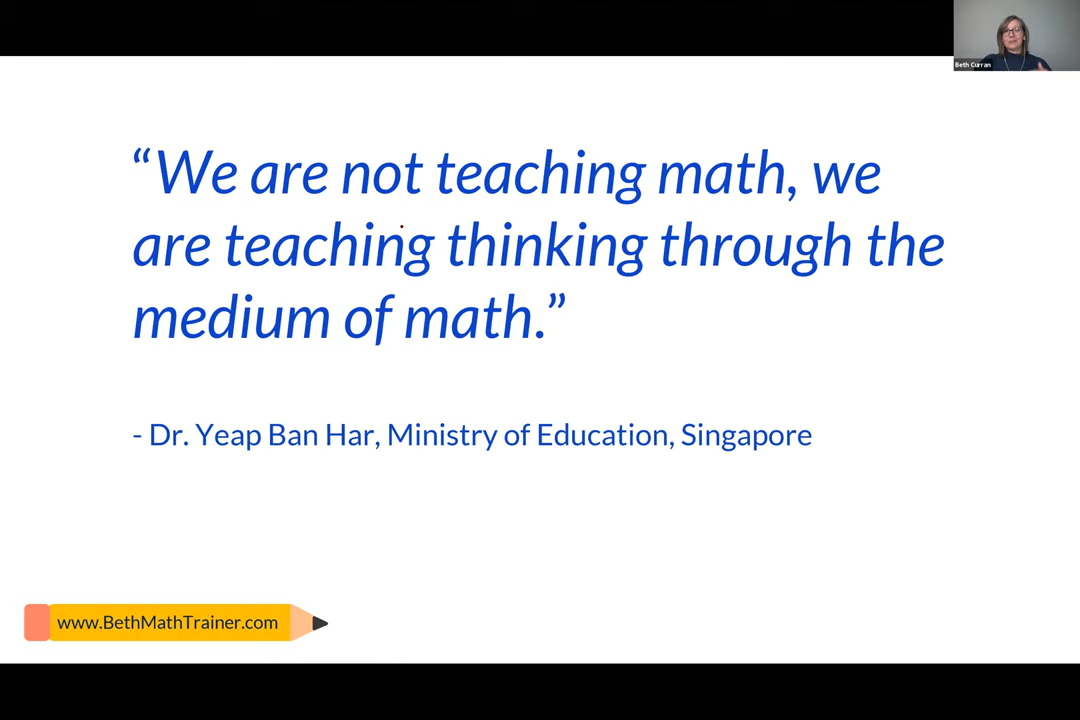 Beth Curran
“We are not teaching math, we
are teaching thinking through the
medium of math.”
- Dr. Yeap Ban Har, Ministry of Education, Singapore
www.BethMathTrainer.com